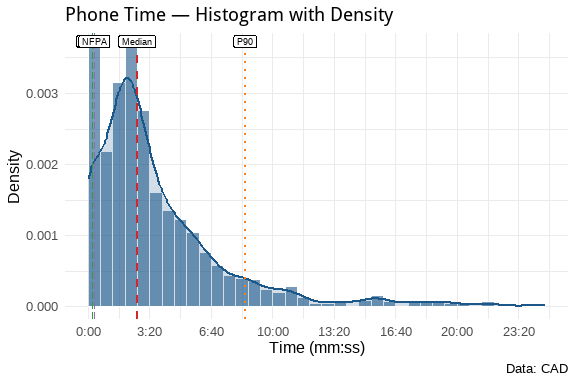 Phone Time — Histogram with Density
NFPA
Median
P90
0.003
0.002
0.001
0.000
Density
0:00 3:20 6:40 10:00 13:20 16:40 20:00 23:20
Time (mm:ss)
Data: CAD